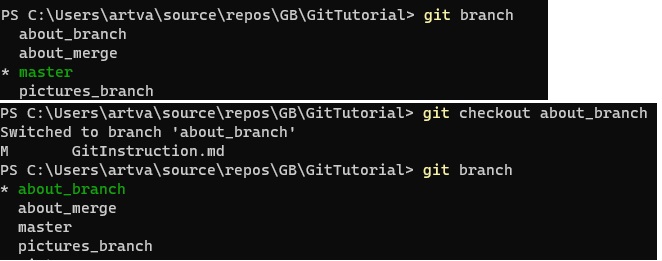 PS C:\Users\artva\source\repos\GB\GitTutorial> git branch
  about_branch
  about_merge
* master
  pictures_branch
PS C:\Users\artva\source\repos\GB\GitTutorial> git checkout about_branch
Switched to branch 'about_branch'
M       GitInstruction.md
PS C:\Users\artva\source\repos\GB\GitTutorial> git branch
* about_branch
  about_merge
  master
  pictures_branch